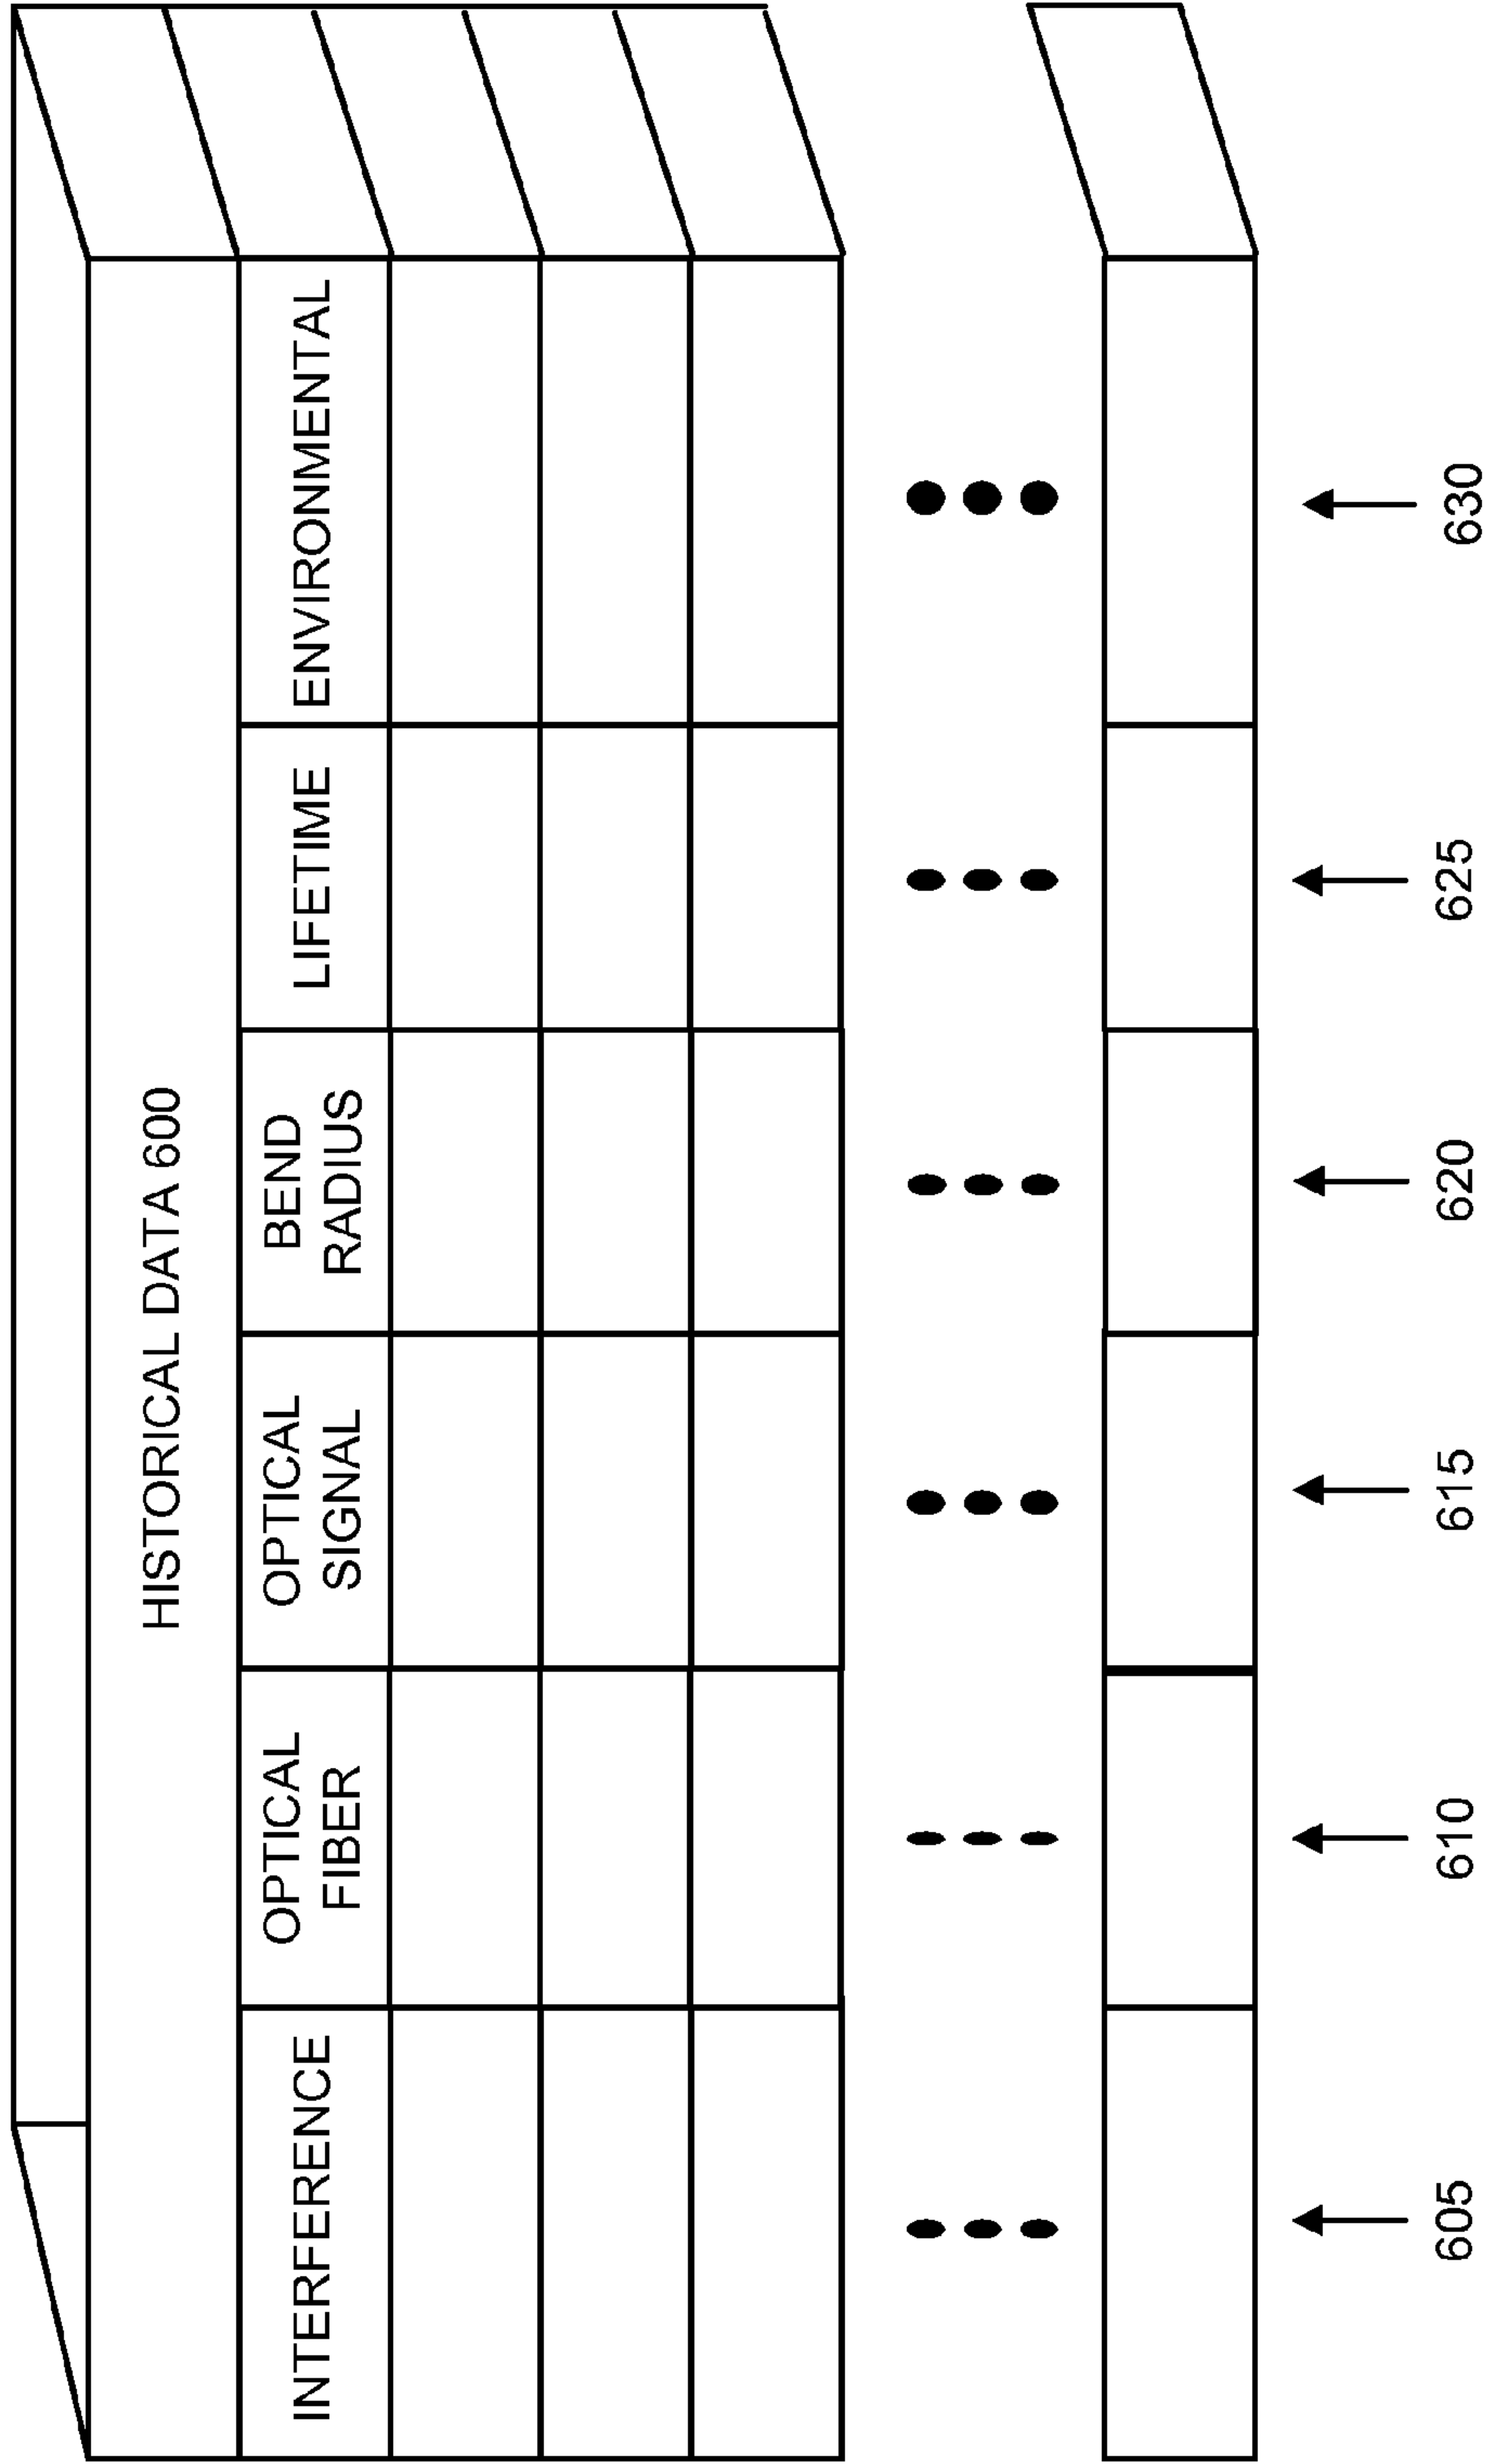 HISTORICAL DATA 600
INTERFERENCE
OPTICAL
FIBER
OPTICAL
SIGNAL
BEND
RADIUS
LIFETIME
ENVIRONMENTAL
605
610
615
620
625
630